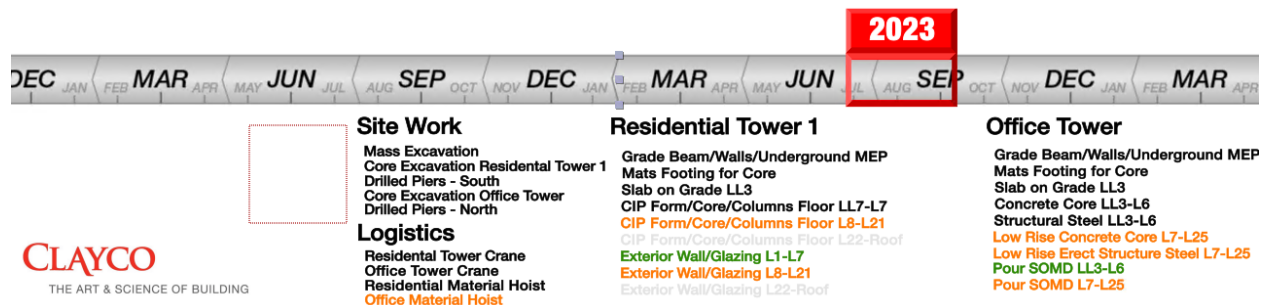 2023
DEC JAN FEB MAR APR MAY JUN JUL AUG SEP OCT NOV DEC JAN FEB MAR APR MAY JUN JUL AUG SEP OCT NOV DEC JAN FEB MAR APR
Site Work
Mass Excavation
Core Excavation Residental Tower 1
Drilled Piers - South
Core Excavation Office Tower
Drilled Piers - North
Logistics
Residental Tower Crane
Office Tower Crane
Residential Material Hoist
Office Material Hoist
Residential Tower 1
Grade Beam/Walls/Underground MEP
Mats Footing for Core
Slab on Grade LL3
CIP Form/Core/Columns Floor LL7-L7
CIP Form/Core/Columns Floor L8-L21
CIP Form/Core/Columns Floor L22-Roof
Exterior Wall/Glazing L1-L7
Exterior Wall/Glazing L8-L21
Exterior Wall/Glazing L22-Roof
Office Tower
Grade Beam/Walls/Underground MEP
Mats Footing for Core
Slab on Grade LL3
Concrete Core LL3-L6
Structural Steel LL3-L6
Low Rise Concrete Core L7-L25
Low Rise Erect Structure Steel L7-L25
Pour SOMD LL3-L6
Pour SOMD L7-L25
CLAYCO
THE ART & SCIENCE OF BUILDING